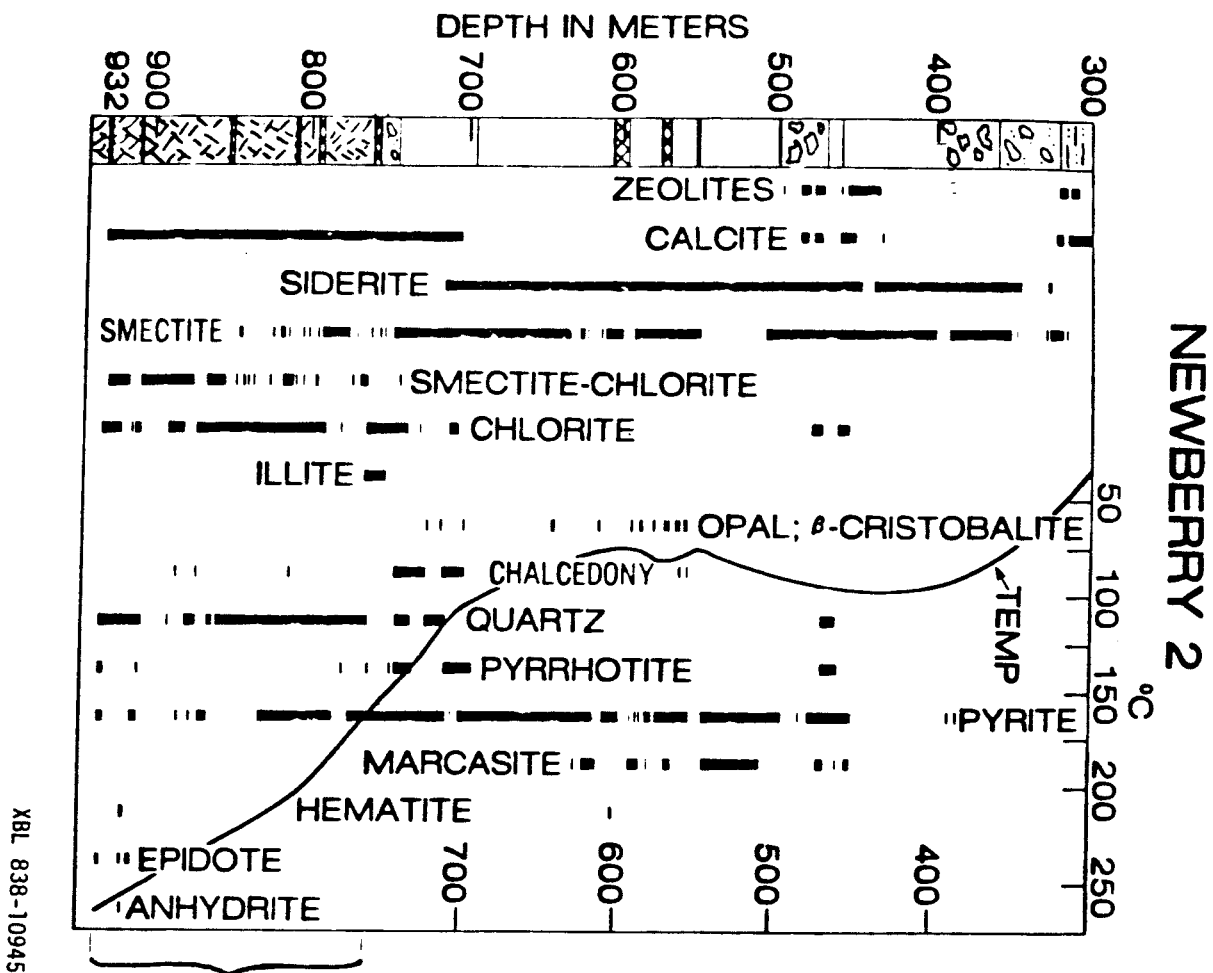 DEPTH IN METERS
932
900
800
700
600
500
400
300
ZEOLITES
CALCITE
SIDERITE
SMECTITE
SMECTITE-CHLORITE
CHLORITE
ILLITE
OPAL; β-CRISTOBALITE
CHALCEDONY
QUARTZ
PYRRHOTITE
PYRITE
MARCASITE
HEMATITE
EPIDOTE
ANHYDRITE
TEMP
700
600
500
400
50
100
150
200
250
°C
NEWBERRY 2
XBL 838-10945